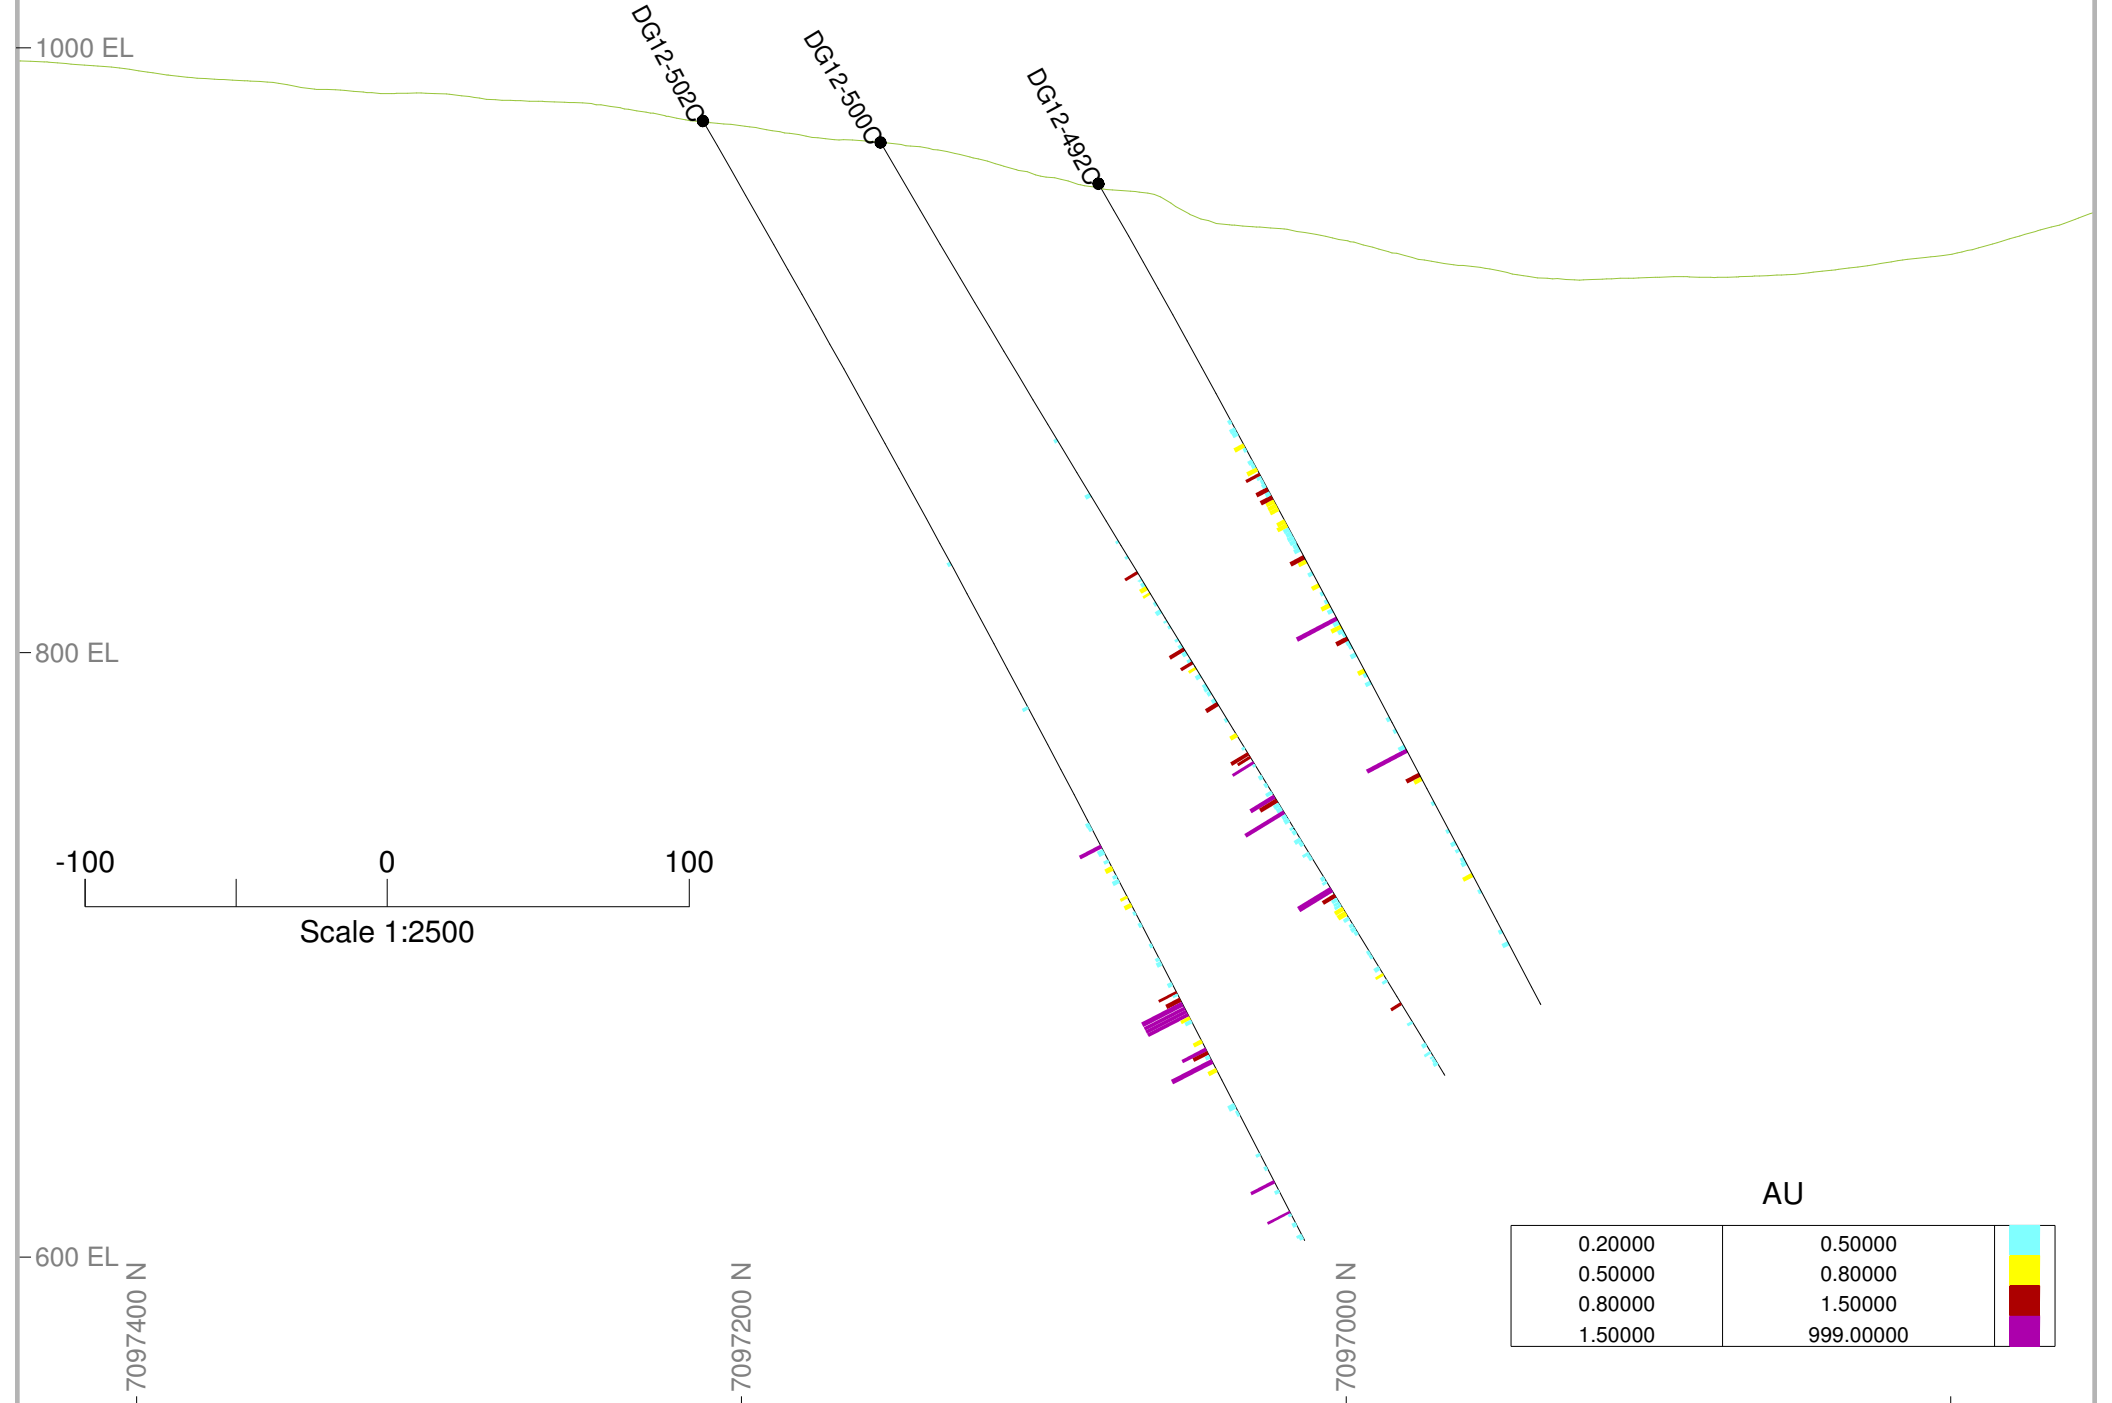 DG12-502C
DG12-500C
DG12-492C
1000 EL
800 EL
600 EL
-100 0 100
Scale 1:2500
7097400 N
7097200 N
7097000 N
AU
0.20000 0.50000
0.50000 0.80000
0.80000 1.50000
1.50000 999.00000